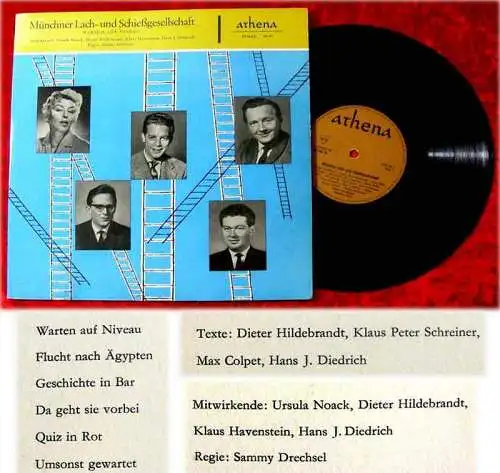 Münchner Lach- und Schießgesellschaft
athena
athena
Warten auf Niveau
Flucht nach Ägypten
Geschichte in Bar
Da geht sie vorbei
Quiz in Rot
Umsonst gewartet
Texte: Dieter Hildebrandt, Klaus Peter Schreiner,
Max Colpet, Hans J. Diedrich
Mitwirkende: Ursula Noack, Dieter Hildebrandt,
Klaus Havenstein, Hans J. Diedrich
Regie: Sammy Drechsel